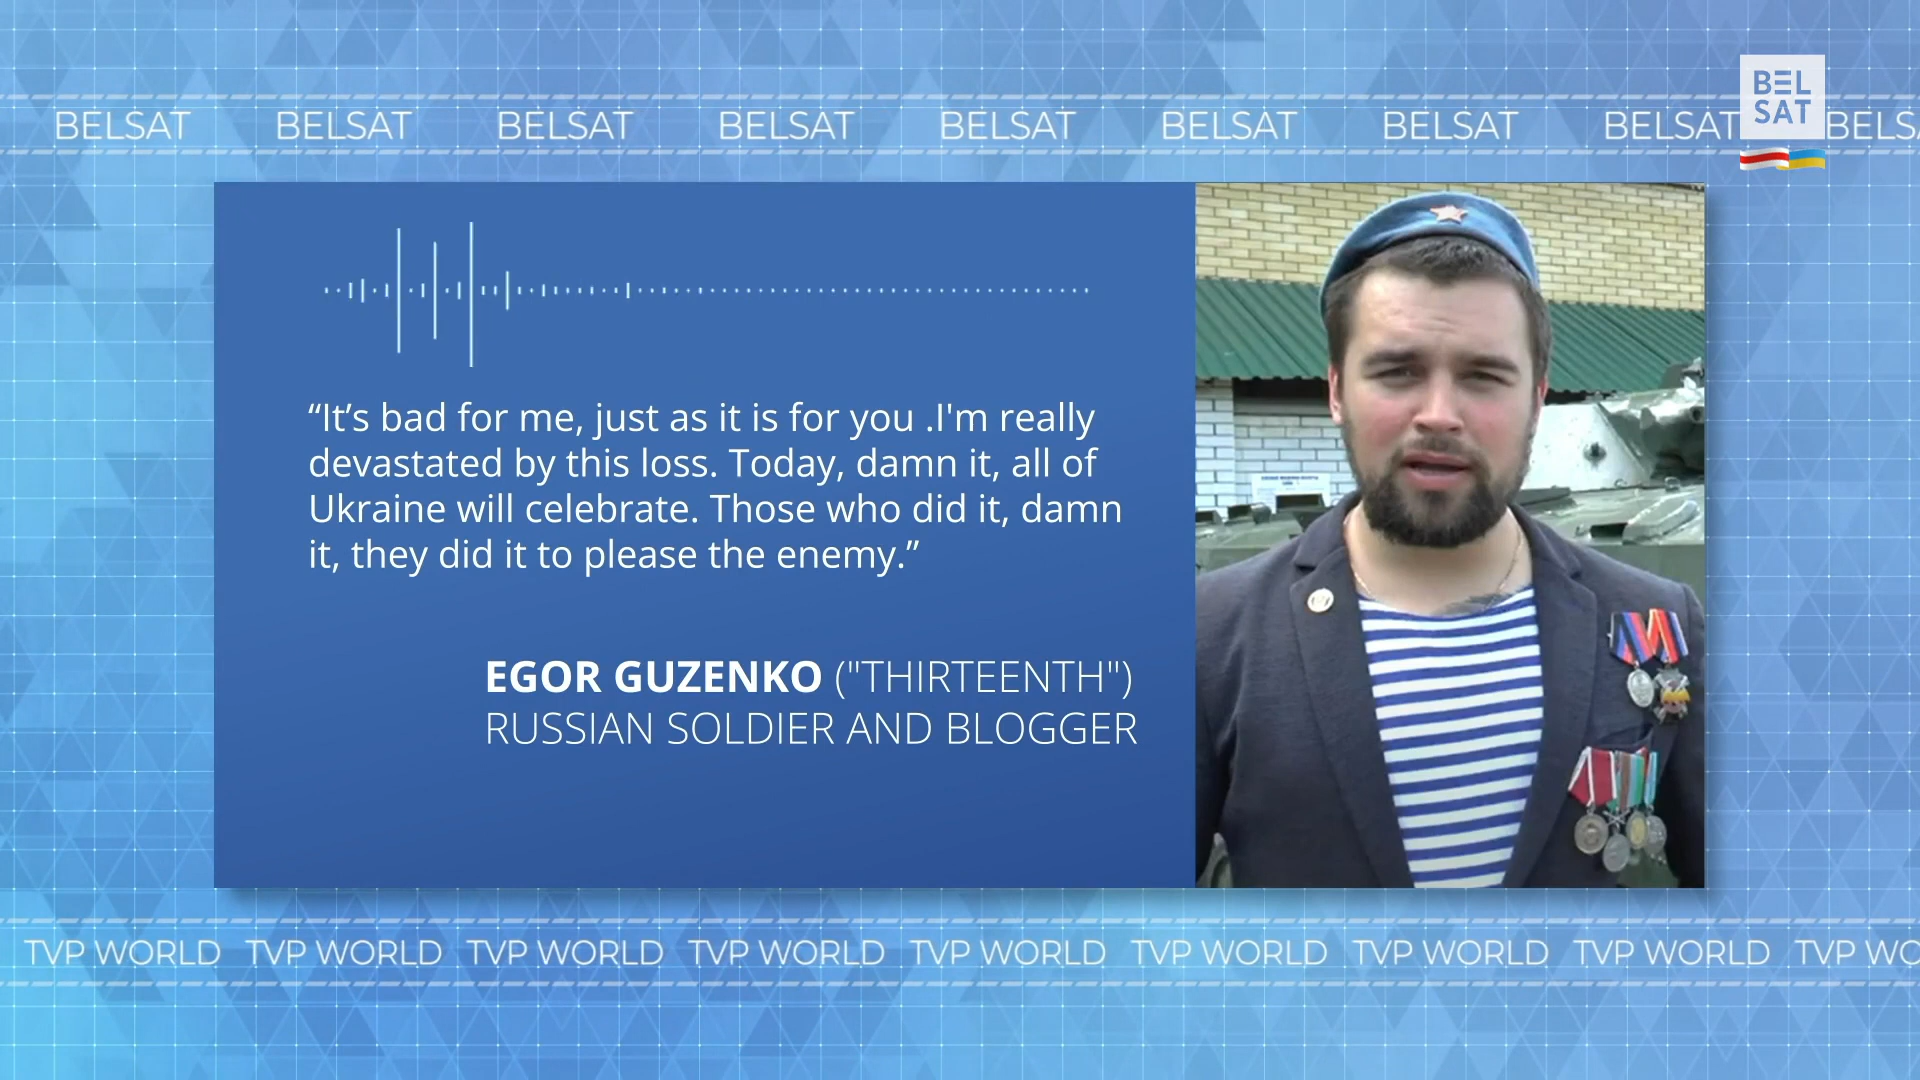 BELSAT BELSAT BELSAT BELSAT BELSAT BELSAT BELSAT BELSAT BELS
BEL
SAT
“It’s bad for me, just as it is for you .I'm really
devastated by this loss. Today, damn it, all of
Ukraine will celebrate. Those who did it, damn
it, they did it to please the enemy.”
EGOR GUZENKO ("THIRTEENTH")
RUSSIAN SOLDIER AND BLOGGER
TVP WORLD TVP WORLD TVP WORLD TVP WORLD TVP WORLD TVP WORLD TVP WORLD TVP WORLD TVP WO